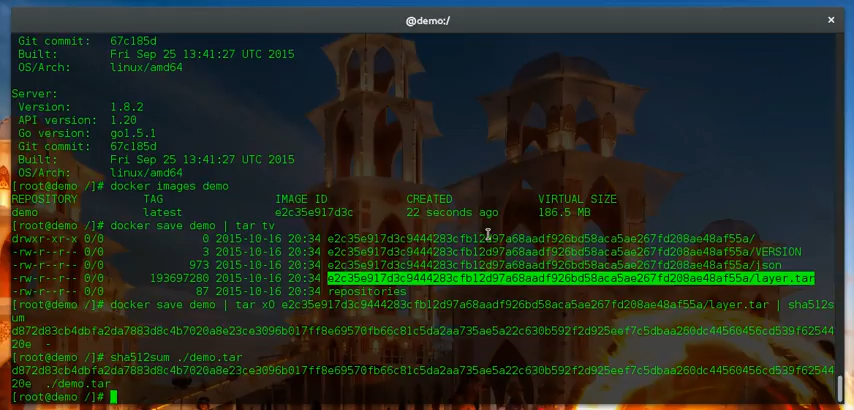 @demo:/
Git commit: 67c185d
Built: Fri Sep 25 13:41:27 UTC 2015
OS/Arch: linux/amd64
Server:
Version: 1.8.2
API version: 1.20
Go version: go1.5.1
Git commit: 67c185d
Built: Fri Sep 25 13:41:27 UTC 2015
OS/Arch: linux/amd64
[root@demo /]# docker images demo
REPOSITORY TAG IMAGE ID CREATED VIRTUAL SIZE
demo latest e2c35e917d3c 22 seconds ago 186.5 MB
[root@demo /]# docker save demo | tar tv
drwxr-xr-x 0/0 0 2015-10-16 20:34 e2c35e917d3c9444283cfb12d97a68aadf926bd58aca5ae267fd208ae48af55a/
-rw-r--r-- 0/0 3 2015-10-16 20:34 e2c35e917d3c9444283cfb12d97a68aadf926bd58aca5ae267fd208ae48af55a/VERSION
-rw-r--r-- 0/0 973 2015-10-16 20:34 e2c35e917d3c9444283cfb12d97a68aadf926bd58aca5ae267fd208ae48af55a/json
-rw-r--r-- 0/0 193697280 2015-10-16 20:34 e2c35e917d3c9444283cfb12d97a68aadf926bd58aca5ae267fd208ae48af55a/layer.tar
-rw-r--r-- 0/0 87 2015-10-16 20:34 repositories
[root@demo /]# docker save demo | tar xO e2c35e917d3c9444283cfb12d97a68aadf926bd58aca5ae267fd208ae48af55a/layer.tar | sha512s
um
d872d83cb4dbfa2da7883d8c4b7020a8e23ce3096b017ff8e69570fb66c81c5da2aa735ae5a22c630b592f2d925eef7c5dbaa6260dc44560456cd539f62544
20e -
[root@demo /]# sha512sum ./demo.tar
d872d83cb4dbfa2da7883d8c4b7020a8e23ce3096b017ff8e69570fb66c81c5da2aa735ae5a22c630b592f2d925eef7c5dbaa6260dc44560456cd539f62544
20e ./demo.tar
[root@demo /]#